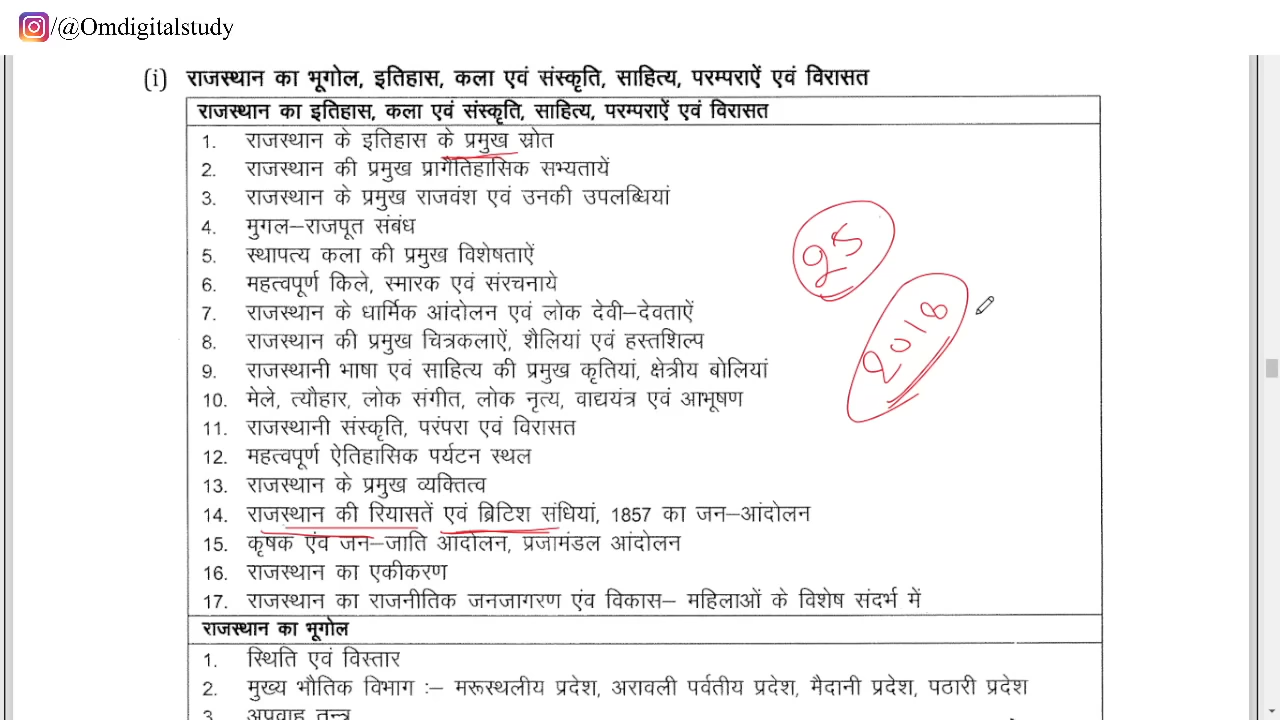 /@Omdigitalstudy
(i) राजस्थान का भूगोल, इतिहास, कला एवं संस्कृति, साहित्य, परम्पराऐं एवं विरासत
राजस्थान का इतिहास, कला एवं संस्कृति, साहित्य, परम्पराऐं एवं विरासत
1. राजस्थान के इतिहास के प्रमुख स्रोत
2. राजस्थान की प्रमुख प्रागैतिहासिक सभ्यतायें
3. राजस्थान के प्रमुख राजवंश एवं उनकी उपलब्धियां
4. मुगल–राजपूत संबंध
5. स्थापत्य कला की प्रमुख विशेषताऐं
6. महत्वपूर्ण किले, स्मारक एवं संरचनाये
7. राजस्थान के धार्मिक आंदोलन एवं लोक देवी–देवताऐं
8. राजस्थान की प्रमुख चित्रकलाऐं, शैलियां एवं हस्तशिल्प
9. राजस्थानी भाषा एवं साहित्य की प्रमुख कृतियां, क्षेत्रीय बोलियां
10. मेले, त्यौहार, लोक संगीत, लोक नृत्य, वाद्ययंत्र एवं आभूषण
11. राजस्थानी संस्कृति, परंपरा एवं विरासत
12. महत्वपूर्ण ऐतिहासिक पर्यटन स्थल
13. राजस्थान के प्रमुख व्यक्तित्व
14. राजस्थान की रियासतें एवं ब्रिटिश संधियां, 1857 का जन–आंदोलन
15. कृषक एंव जन–जाति आंदोलन, प्रजामंडल आंदोलन
16. राजस्थान का एकीकरण
17. राजस्थान का राजनीतिक जनजागरण एंव विकास– महिलाओं के विशेष संदर्भ में
राजस्थान का भूगोल
1. स्थिति एवं विस्तार
2. मुख्य भौतिक विभाग :– मरूस्थलीय प्रदेश, अरावली पर्वतीय प्रदेश, मैदानी प्रदेश, पठारी प्रदेश
3. अपवाह तन्त्र
25
2018